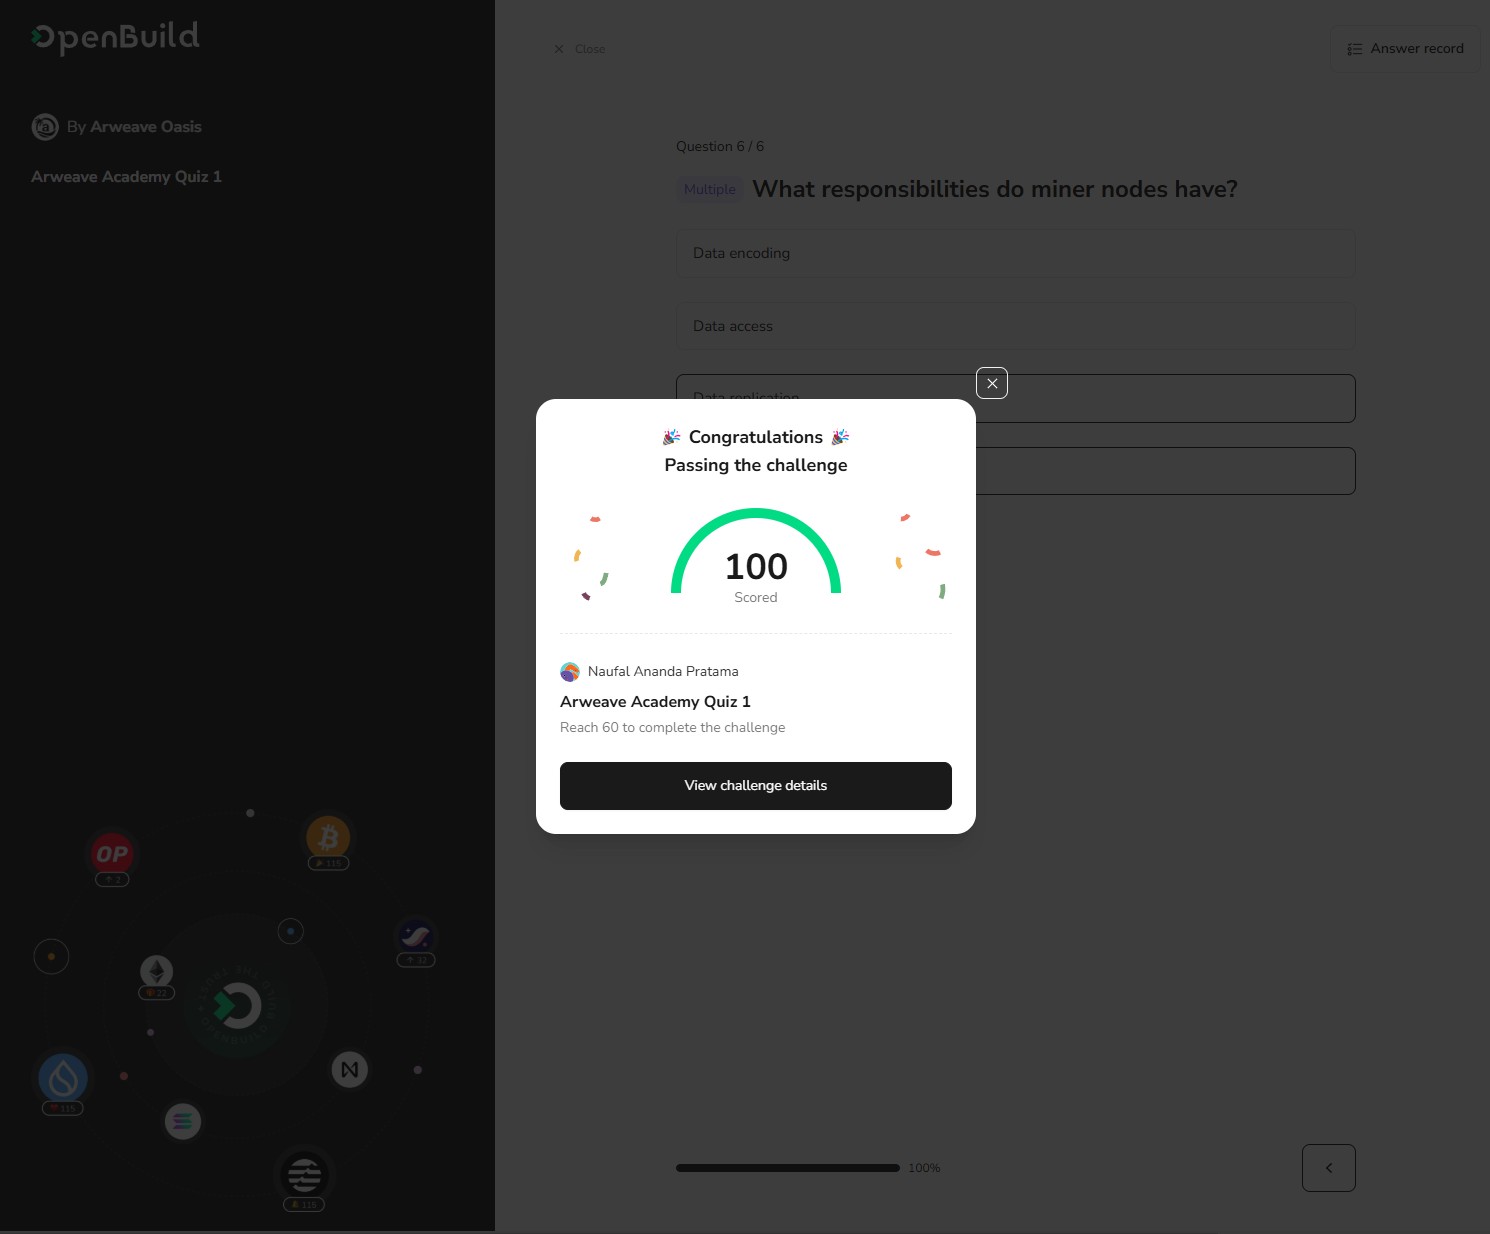 OpenBuild
By Arweave Oasis
Arweave Academy Quiz 1
Close
Answer record
Question 6 / 6
Multiple What responsibilities do miner nodes have?
Data encoding
Data access
Data replication
Congratulations
Passing the challenge
100
Scored
Naufal Ananda Pratama
Arweave Academy Quiz 1
Reach 60 to complete the challenge
View challenge details
OP
2
115
12
22
115
115
100%